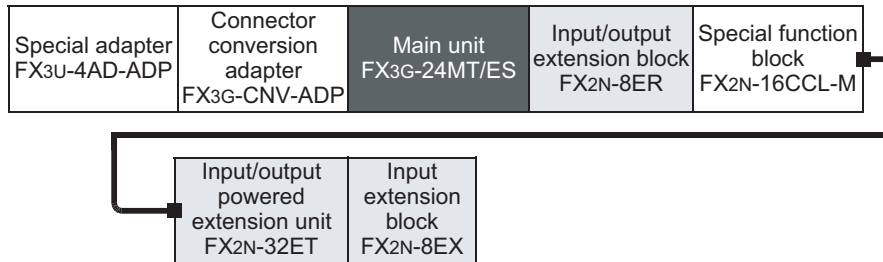 Special adapter
FX3U-4AD-ADP
Connector
conversion
adapter
FX3G-CNV-ADP
Main unit
FX3G-24MT/ES
Input/output
extension block
FX2N-8ER
Special function
block
FX2N-16CCL-M
Input/output
powered
extension unit
FX2N-32ET
Input
extension
block
FX2N-8EX